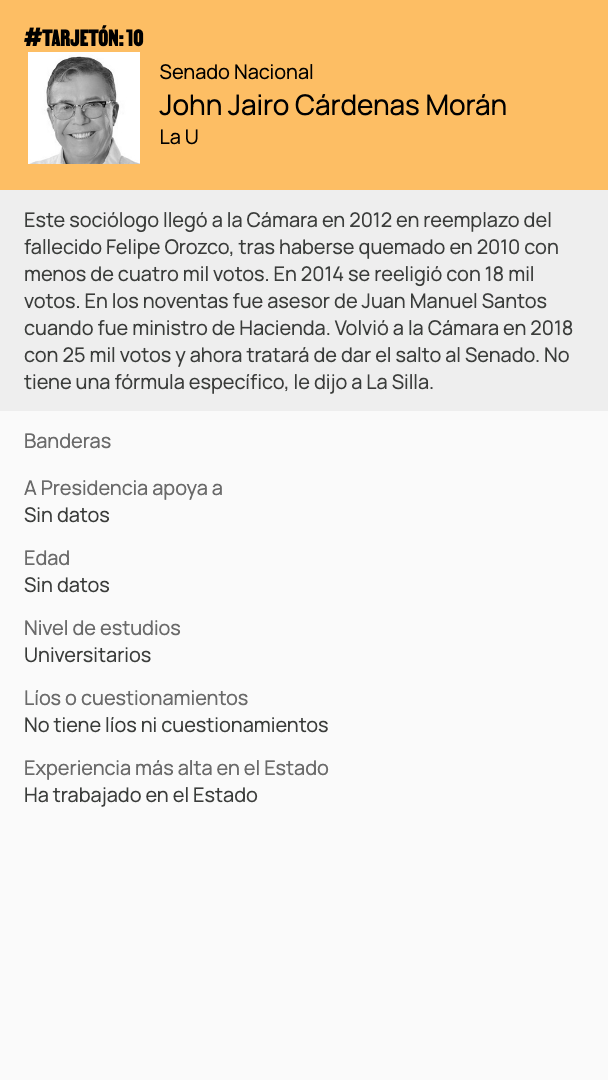 #TARJETÓN: 10
Senado Nacional
John Jairo Cárdenas Morán
La U
Este sociólogo llegó a la Cámara en 2012 en reemplazo del
fallecido Felipe Orozco, tras haberse quemado en 2010 con
menos de cuatro mil votos. En 2014 se reeligió con 18 mil
votos. En los noventas fue asesor de Juan Manuel Santos
cuando fue ministro de Hacienda. Volvió a la Cámara en 2018
con 25 mil votos y ahora tratará de dar el salto al Senado. No
tiene una fórmula específico, le dijo a La Silla.
Banderas
A Presidencia apoya a
Sin datos
Edad
Sin datos
Nivel de estudios
Universitarios
Líos o cuestionamientos
No tiene líos ni cuestionamientos
Experiencia más alta en el Estado
Ha trabajado en el Estado